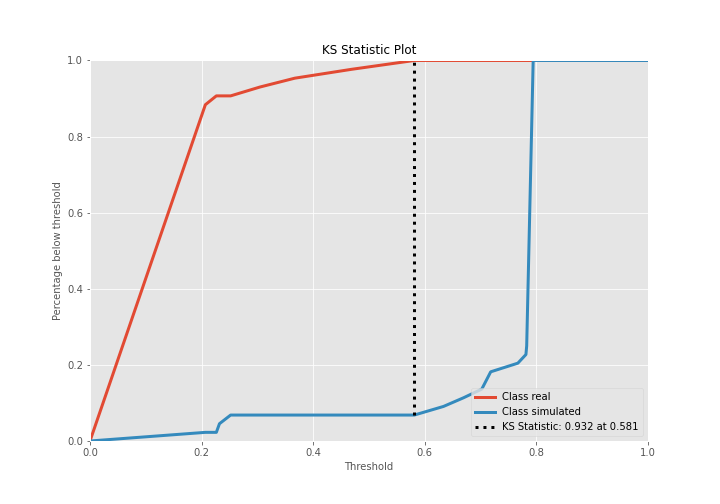 KS Statistic Plot
1.0
0.8
0.6
0.4
0.2
0.0
Percentage below threshold
0.0 0.2 0.4 0.6 0.8 1.0
Threshold
Class real
Class simulated
KS Statistic: 0.932 at 0.581